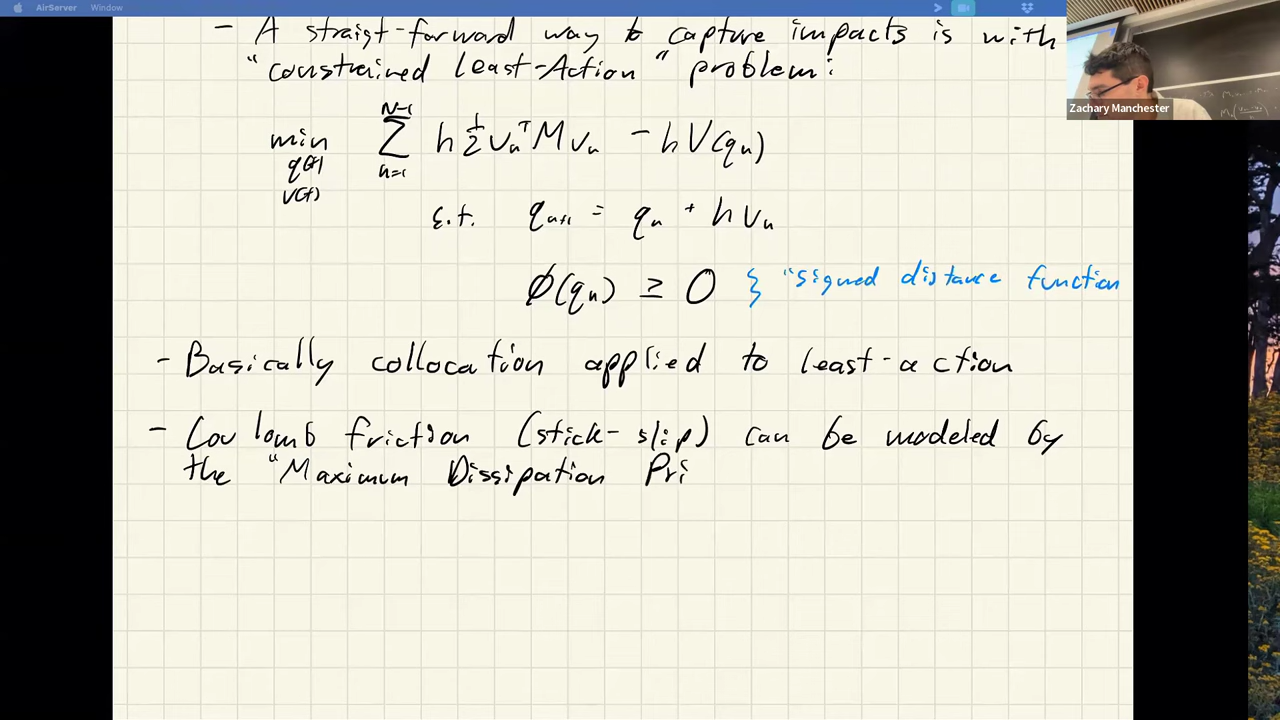 AirServer Window
- A straigt-forward way to capture impacts is with
"constrained Least-Action" problem:
min q(t) v(t) N-1 Σ n=1 h ½ vₙᵀ M vₙ - h V(qₙ)
s.t. qₙ₊₁ = qₙ + h vₙ
ϕ(qₙ) ≥ 0 } "signed distance function
- Basically collocation applied to least-action
- Coulomb friction (stick-slip) can be modeled by
the "Maximum Dissipation Pri
Zachary Manchester